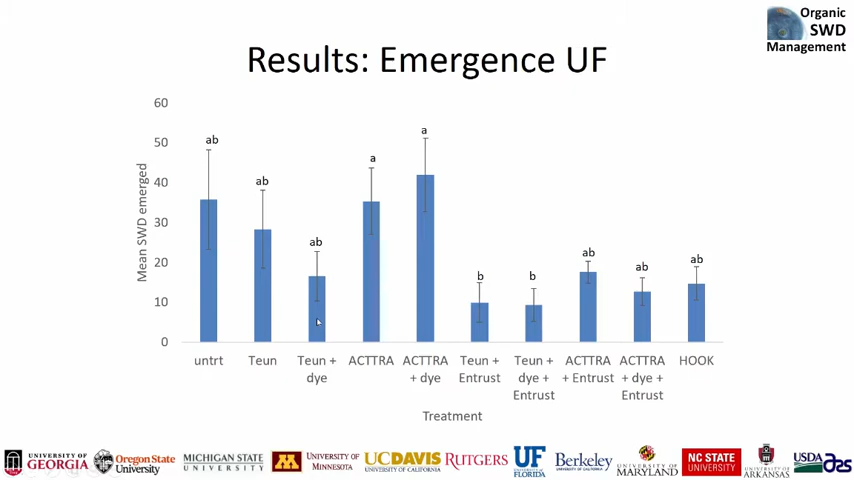 Organic
SWD
Management
Results: Emergence UF
60
50
40
30
20
10
0
Mean SWD emerged
ab
ab
ab
a
a
b
b
ab
ab
ab
untrt
Teun
Teun +
dye
ACTTRA
ACTTRA
+ dye
Teun +
Entrust
Teun +
dye +
Entrust
ACTTRA
+ Entrust
ACTTRA
+ dye +
Entrust
HOOK
Treatment
UNIVERSITY OF
GEORGIA
Oregon State
University
MICHIGAN STATE
UNIVERSITY
M
UNIVERSITY OF
MINNESOTA
UCDAVIS
UNIVERSITY OF CALIFORNIA
RUTGERS
UF
UNIVERSITY of
FLORIDA
Berkeley
UNIVERSITY OF CALIFORNIA
UNIVERSITY OF
MARYLAND
NC STATE
UNIVERSITY
UNIVERSITY OF
ARKANSAS
USDA
ars